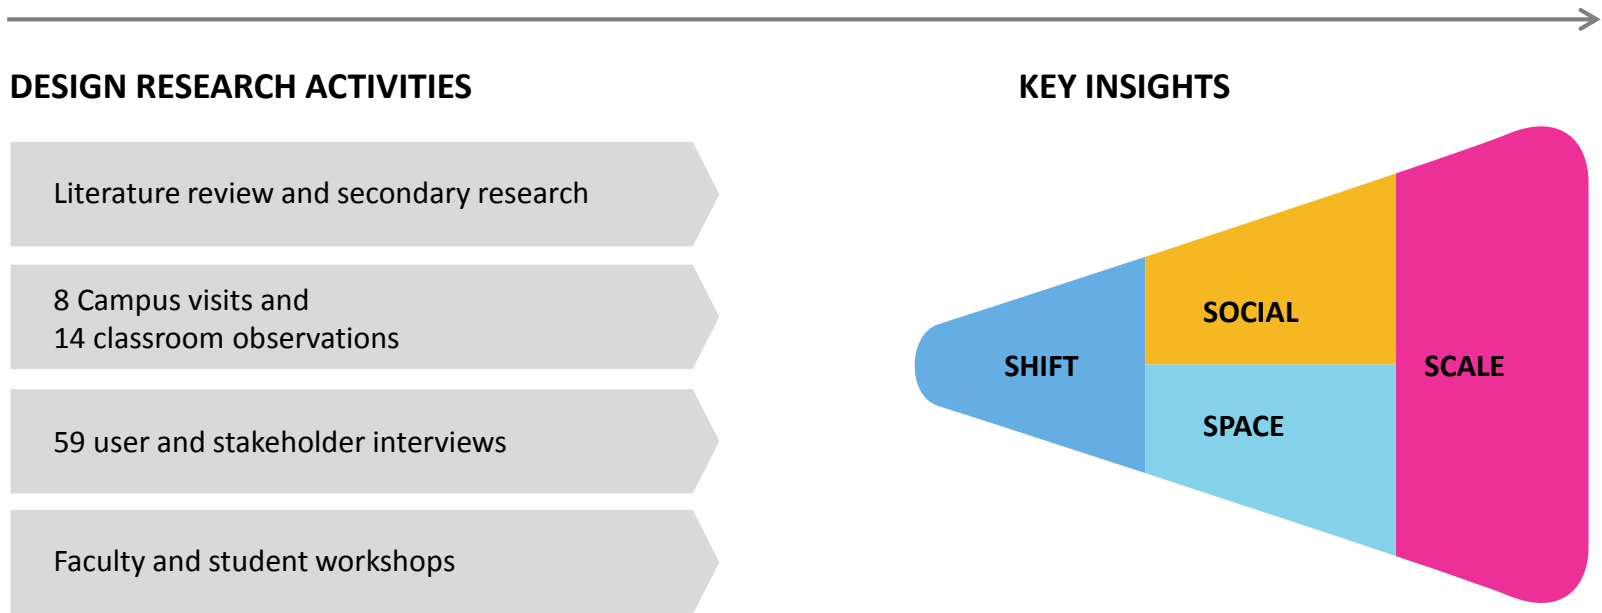 DESIGN RESEARCH ACTIVITIES
Literature review and secondary research
8 Campus visits and
14 classroom observations
59 user and stakeholder interviews
Faculty and student workshops
KEY INSIGHTS
SHIFT
SOCIAL
SPACE
SCALE